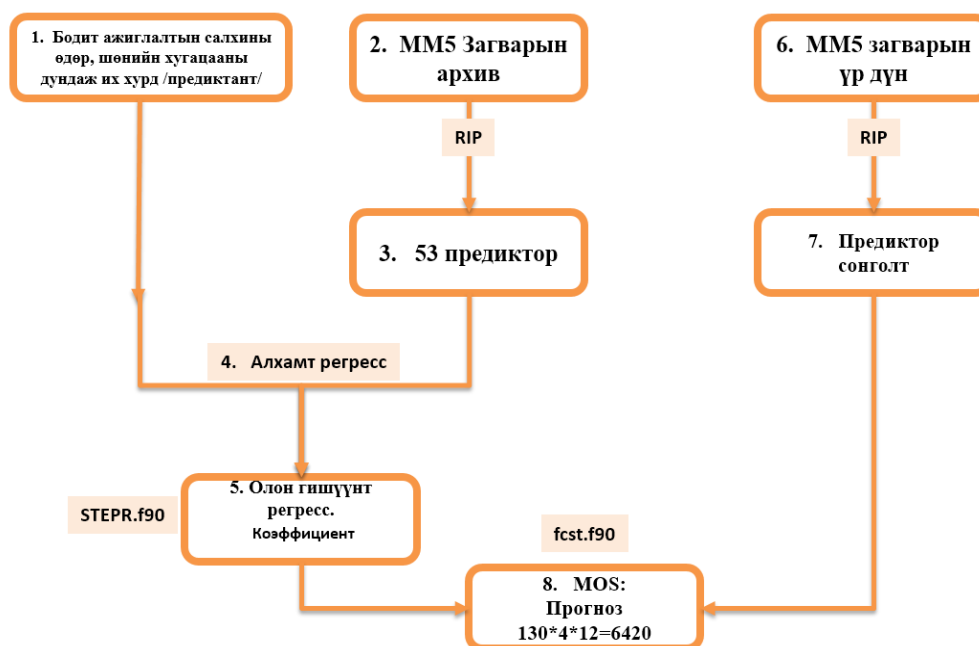 1. Бодит ажиглалтын салхины
өдөр, шөнийн хугацааны
дундаж их хурд /предиктант/
2. MM5 Загварын
архив
6. MM5 загварын
үр дүн
RIP
RIP
3. 53 предиктор
7. Предиктор
сонголт
4. Алхамт регресс
5. Олон гишүүнт
регресс.
Коэффициент
STEPR.f90
fcst.f90
8. MOS:
Прогноз
130*4*12=6420